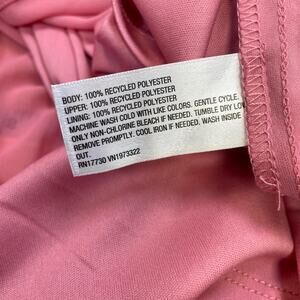 BODY: 100% RECYCLED POLYESTER
UPPER: 100% RECYCLED POLYESTER
LINING: 100% RECYCLED POLYESTER
MACHINE WASH COLD WITH LIKE COLORS. GENTLE CYCLE.
ONLY NON-CHLORINE BLEACH IF NEEDED. TUMBLE DRY LOW
REMOVE PROMPTLY. COOL IRON IF NEEDED. WASH INSIDE
OUT.
RN17730 VN1973322